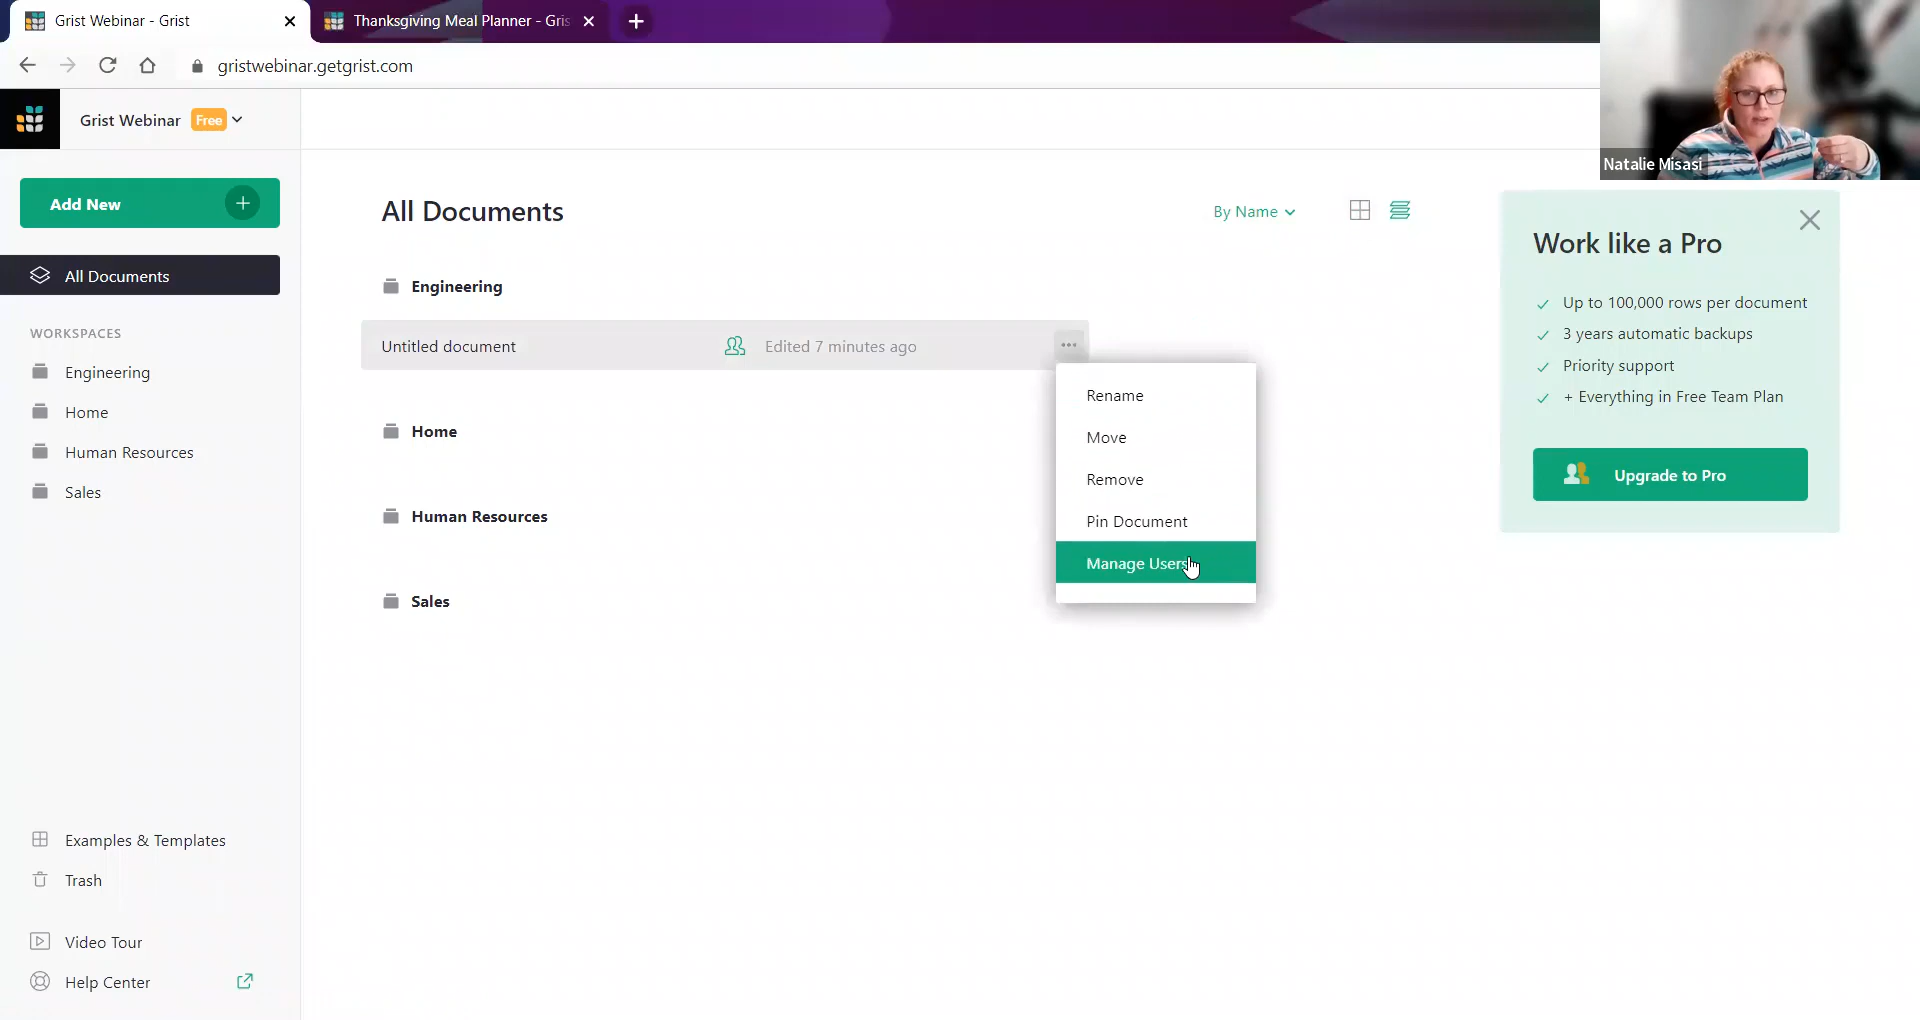 Grist Webinar - Grist
Thanksgiving Meal Planner - Gris
gristwebinar.getgrist.com
Grist Webinar Free
Natalie Misasi
Add New
All Documents
By Name
All Documents
WORKSPACES
Engineering
Home
Human Resources
Sales
Engineering
Untitled document
Edited 7 minutes ago
Home
Human Resources
Sales
Rename
Move
Remove
Pin Document
Manage Users
Work like a Pro
Up to 100,000 rows per document
3 years automatic backups
Priority support
+ Everything in Free Team Plan
Upgrade to Pro
Examples & Templates
Trash
Video Tour
Help Center